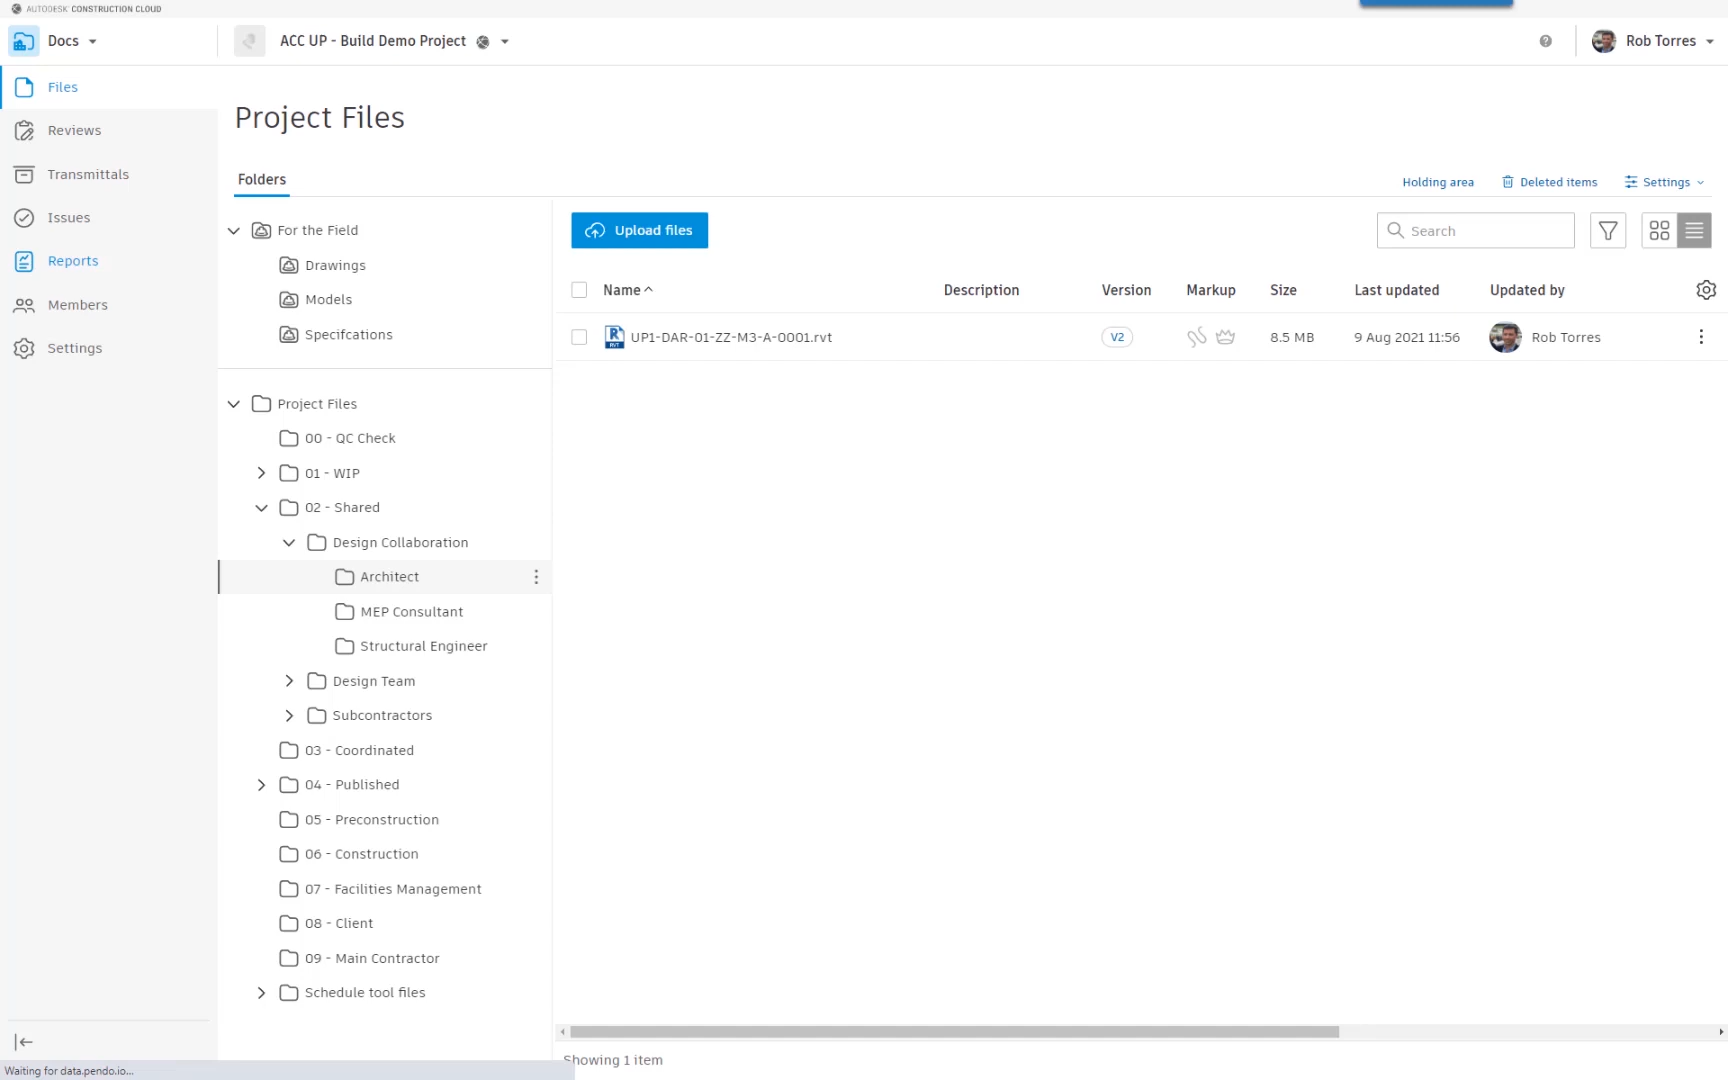 AUTODESK CONSTRUCTION CLOUD
Docs
ACC UP - Build Demo Project
Rob Torres
Files
Reviews
Transmittals
Issues
Reports
Members
Settings
Project Files
Folders
Holding area
Deleted items
Settings
For the Field
Drawings
Models
Specifcations
Project Files
00 - QC Check
01 - WIP
02 - Shared
Design Collaboration
Architect
MEP Consultant
Structural Engineer
Design Team
Subcontractors
03 - Coordinated
04 - Published
05 - Preconstruction
06 - Construction
07 - Facilities Management
08 - Client
09 - Main Contractor
Schedule tool files
Upload files
Search
Name Description Version Markup Size Last updated Updated by
UP1-DAR-01-ZZ-M3-A-0001.rvt V2 8.5 MB 9 Aug 2021 11:56 Rob Torres
Showing 1 item
Waiting for data.pendo.io...